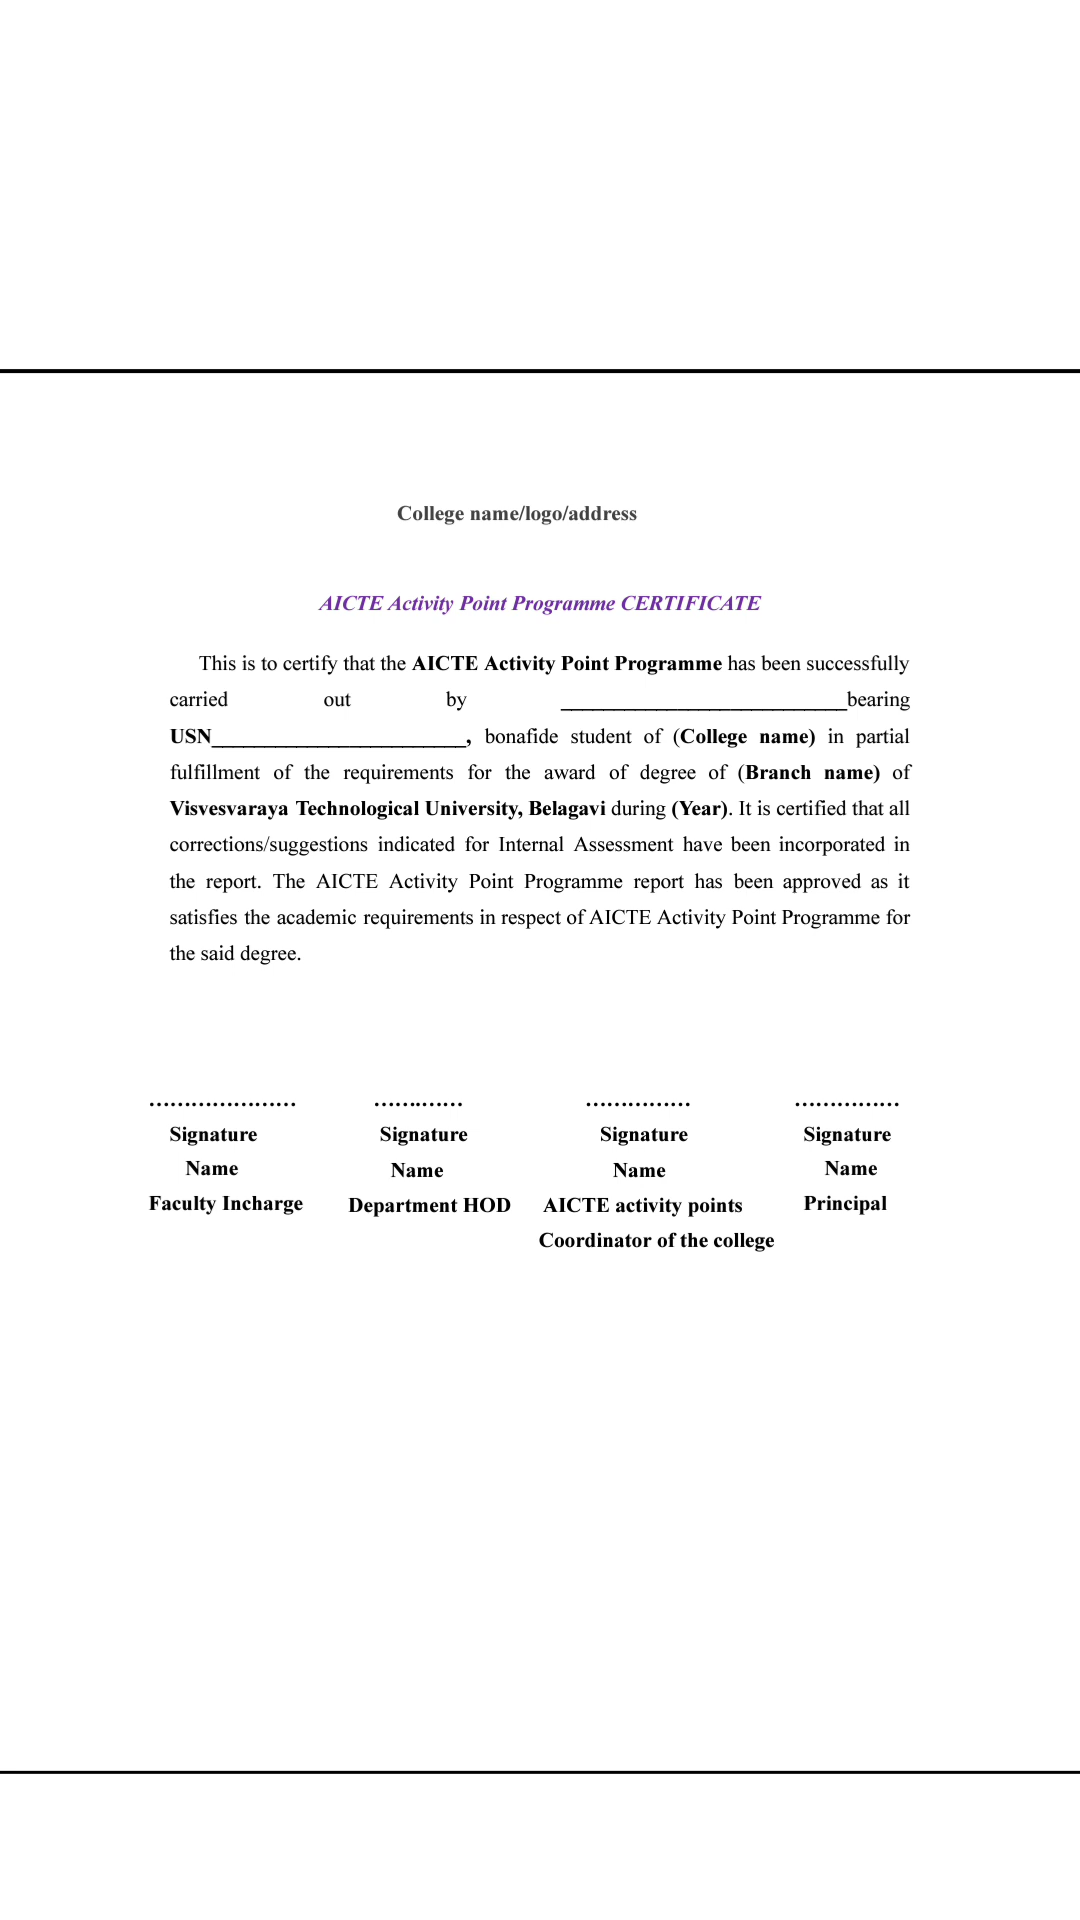 College name/logo/address
AICTE Activity Point Programme CERTIFICATE
This is to certify that the AICTE Activity Point Programme has been successfully
carried out by ___________________________bearing
USN________________________, bonafide student of (College name) in partial
fulfillment of the requirements for the award of degree of (Branch name) of
Visvesvaraya Technological University, Belagavi during (Year). It is certified that all
corrections/suggestions indicated for Internal Assessment have been incorporated in
the report. The AICTE Activity Point Programme report has been approved as it
satisfies the academic requirements in respect of AICTE Activity Point Programme for
the said degree.
………………… ………… …………… ……………
Signature Signature Signature Signature
Name Name Name Name
Faculty Incharge Department HOD AICTE activity points Principal
Coordinator of the college